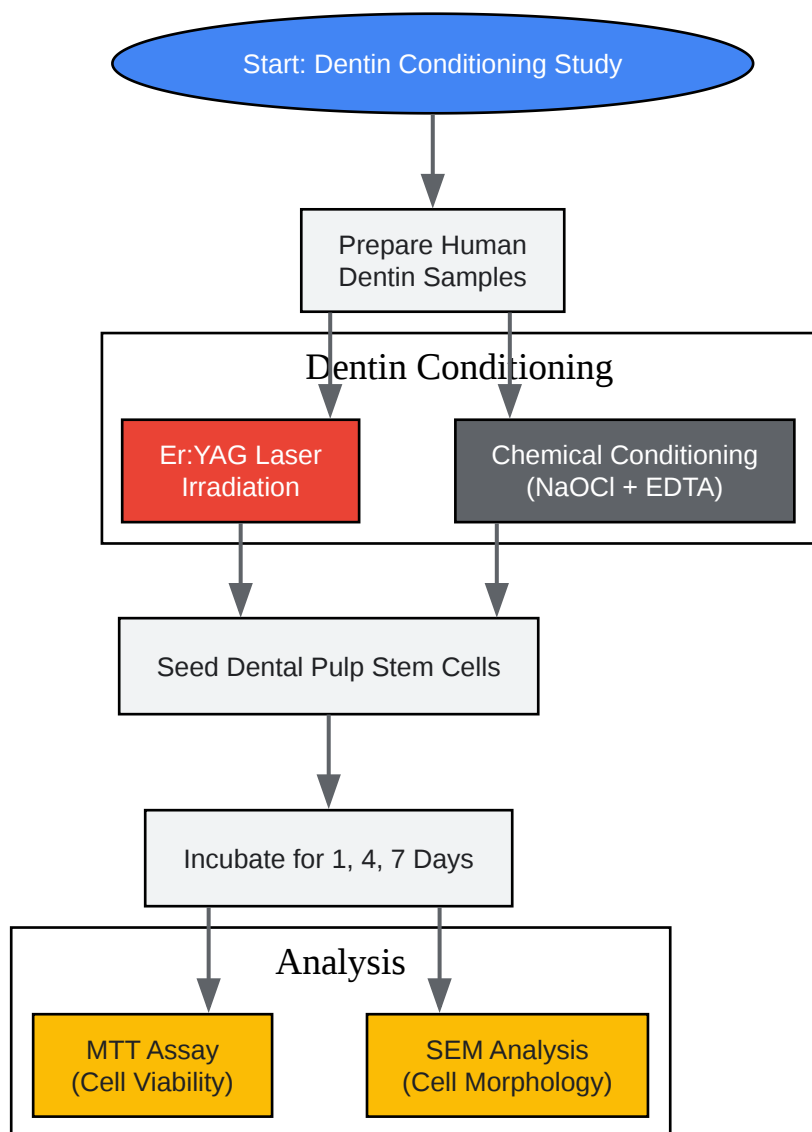 Start: Dentin Conditioning Study
Prepare Human
Dentin Samples
Dentin Conditioning
Er:YAG Laser
Irradiation
Chemical Conditioning
(NaOCl + EDTA)
Seed Dental Pulp Stem Cells
Incubate for 1, 4, 7 Days
Analysis
MTT Assay
(Cell Viability)
SEM Analysis
(Cell Morphology)